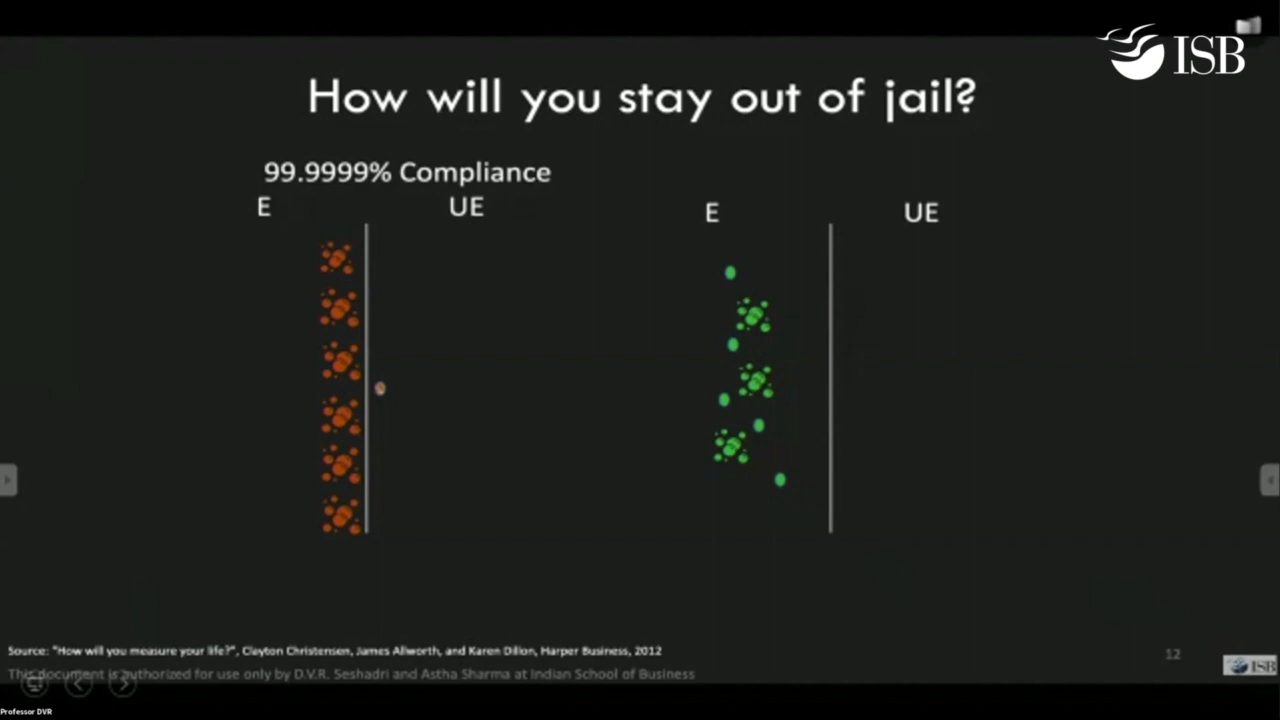 ISB
How will you stay out of jail?
99.9999% Compliance
E UE E UE
Source: "How will you measure your life?", Clayton Christensen, James Allworth, and Karen Dillon, Harper Business, 2012
12
This document is authorized for use only by D.V.R. Seshadri and Astha Sharma at Indian School of Business
ISB
Professor DVR